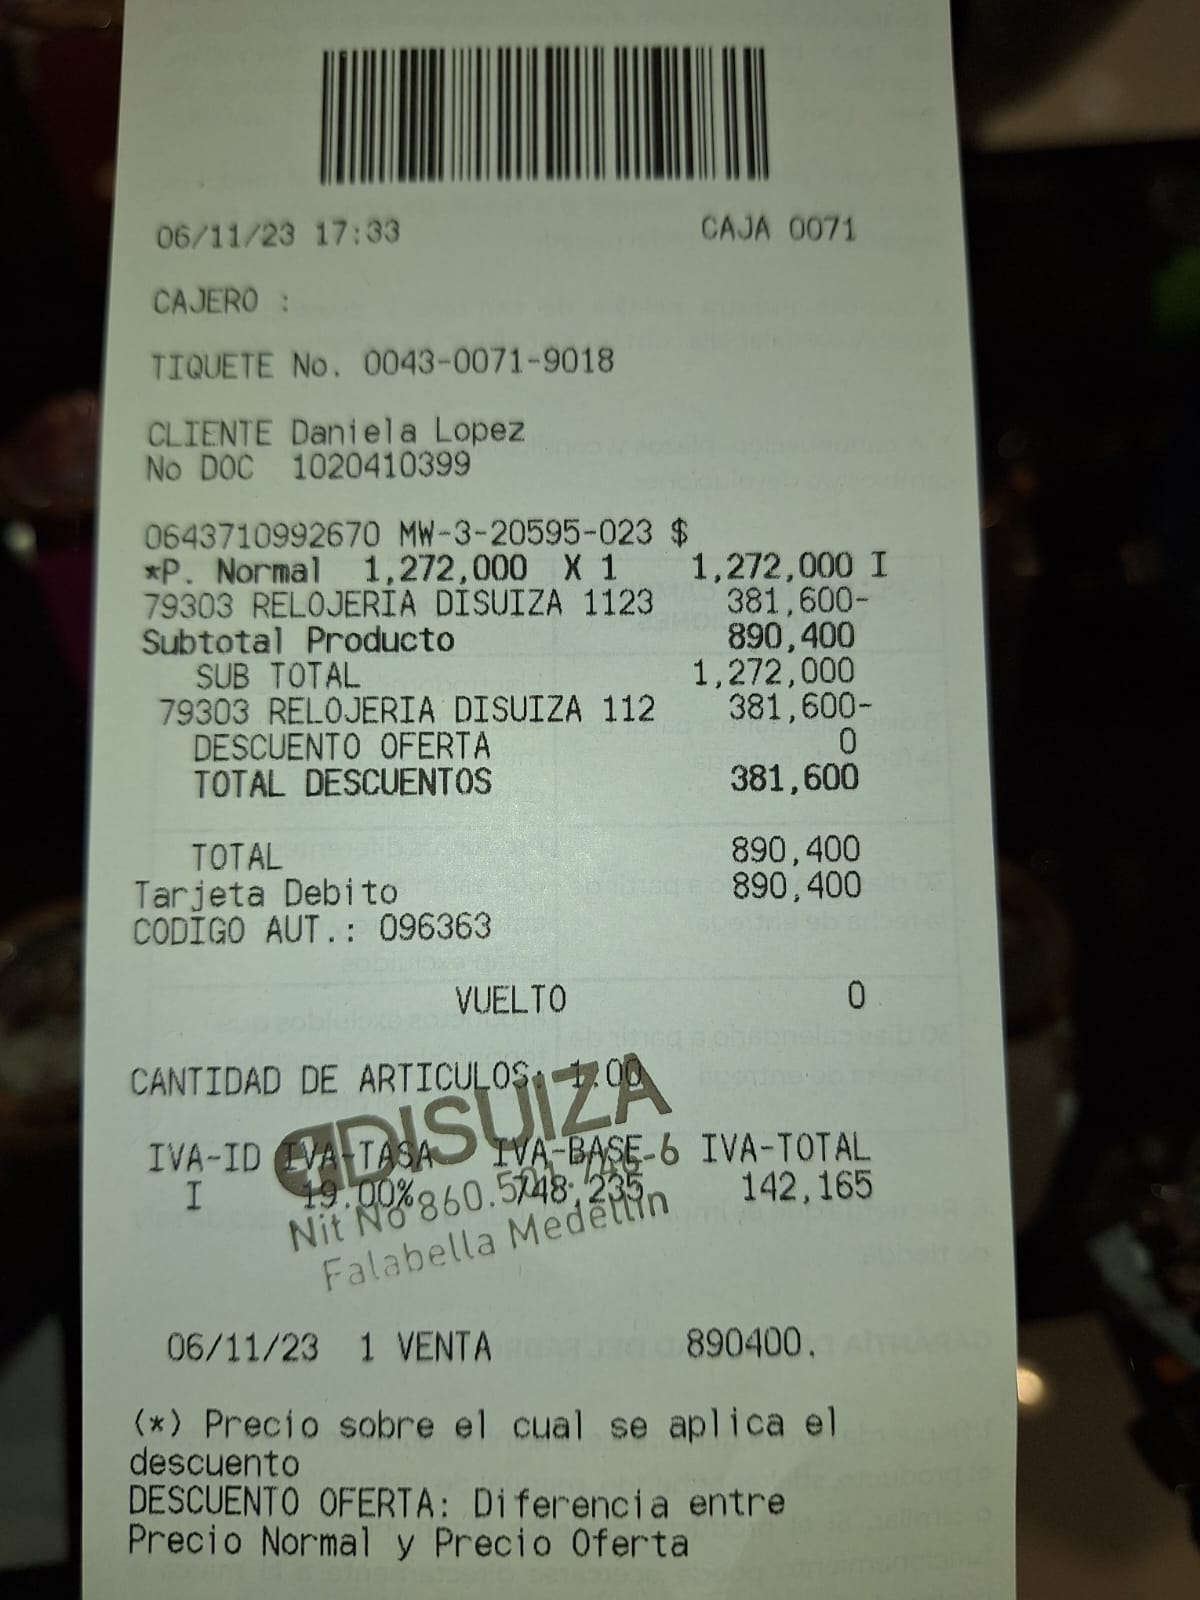 06/11/23 17:33 CAJA 0071
CAJERO :
TIQUETE No. 0043-0071-9018
CLIENTE Daniela Lopez
No DOC 1020410399
0643710992670 MW-3-20595-023 $
*P. Normal 1,272,000 X 1 1,272,000 I
79303 RELOJERIA DISUIZA 1123 381,600-
Subtotal Producto 890,400
SUB TOTAL 1,272,000
79303 RELOJERIA DISUIZA 112 381,600-
DESCUENTO OFERTA 0
TOTAL DESCUENTOS 381,600
TOTAL 890,400
Tarjeta Debito 890,400
CODIGO AUT.: 096363
VUELTO 0
CANTIDAD DE ARTICULOS: 1.00
DISUIZA
IVA-ID IVA-TASA IVA-BASE IVA-TOTAL
I 19.00% 748,235 142,165
Nit No
Falabella Medellin
06/11/23 1 VENTA 890400.
(*) Precio sobre el cual se aplica el
descuento
DESCUENTO OFERTA: Diferencia entre
Precio Normal y Precio Oferta